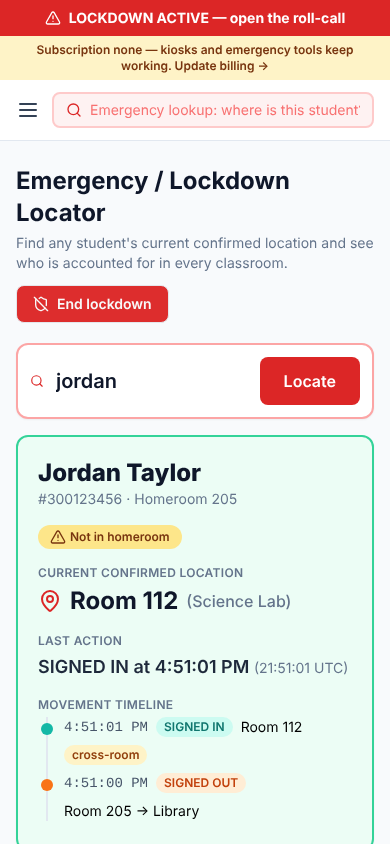 LOCKDOWN ACTIVE — open the roll-call
Subscription none — kiosks and emergency tools keep
working. Update billing →
Emergency lookup: where is this student'
Emergency / Lockdown
Locator
Find any student's current confirmed location and see
who is accounted for in every classroom.
End lockdown
jordan
Locate
Jordan Taylor
#300123456 · Homeroom 205
Not in homeroom
CURRENT CONFIRMED LOCATION
Room 112 (Science Lab)
LAST ACTION
SIGNED IN at 4:51:01 PM (21:51:01 UTC)
MOVEMENT TIMELINE
4:51:01 PM SIGNED IN Room 112
cross-room
4:51:00 PM SIGNED OUT
Room 205 → Library